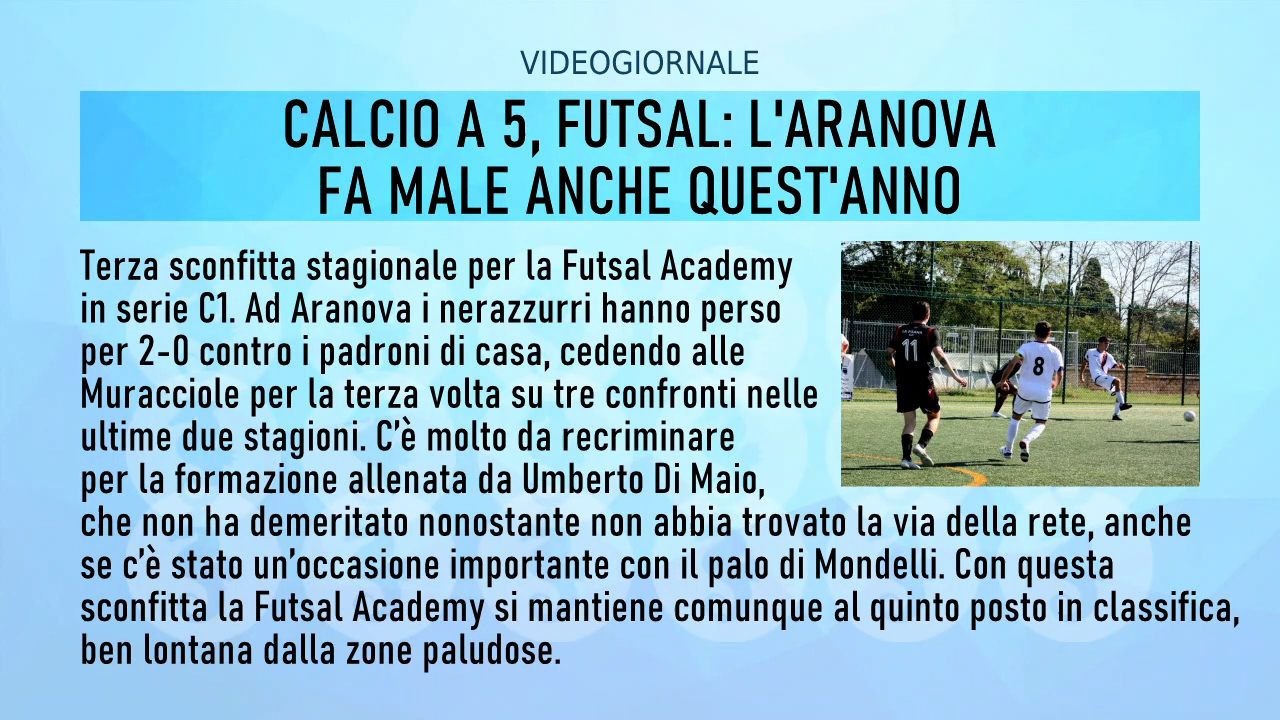 VIDEOGIORNALE
CALCIO A 5, FUTSAL: L'ARANOVA
FA MALE ANCHE QUEST'ANNO
Terza sconfitta stagionale per la Futsal Academy
in serie C1. Ad Aranova i nerazzurri hanno perso
per 2-0 contro i padroni di casa, cedendo alle
Muracciole per la terza volta su tre confronti nelle
ultime due stagioni. C’è molto da recriminare
per la formazione allenata da Umberto Di Maio,
che non ha demeritato nonostante non abbia trovato la via della rete, anche
se c’è stato un’occasione importante con il palo di Mondelli. Con questa
sconfitta la Futsal Academy si mantiene comunque al quinto posto in classifica,
ben lontana dalla zone paludose.
11
8